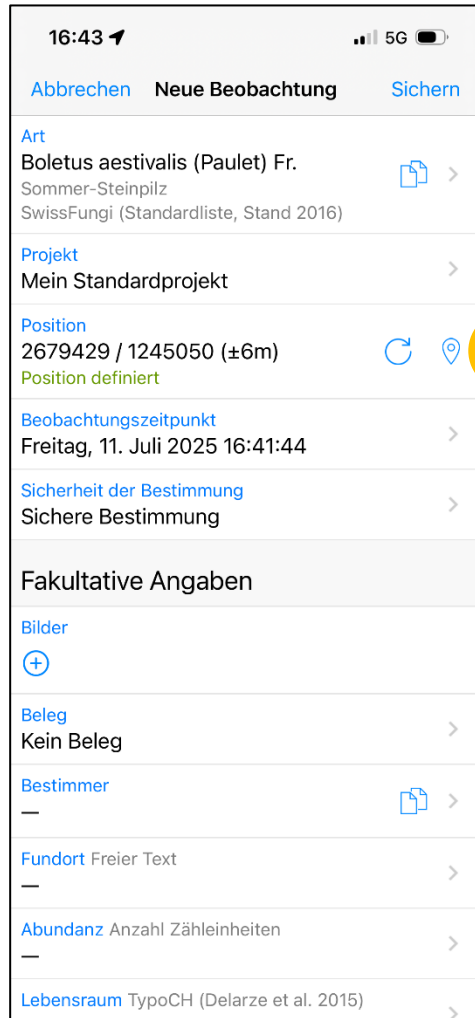 16:43
5G
Abbrechen Neue Beobachtung Sichern
Art
Boletus aestivalis (Paulet) Fr.
Sommer-Steinpilz
SwissFungi (Standardliste, Stand 2016)
Projekt
Mein Standardprojekt
Position
2679429 / 1245050 (±6m)
Position definiert
Beobachtungszeitpunkt
Freitag, 11. Juli 2025 16:41:44
Sicherheit der Bestimmung
Sichere Bestimmung
Fakultative Angaben
Bilder
Beleg
Kein Beleg
Bestimmer
—
Fundort Freier Text
—
Abundanz Anzahl Zähleinheiten
—
Lebensraum TypoCH (Delarze et al. 2015)